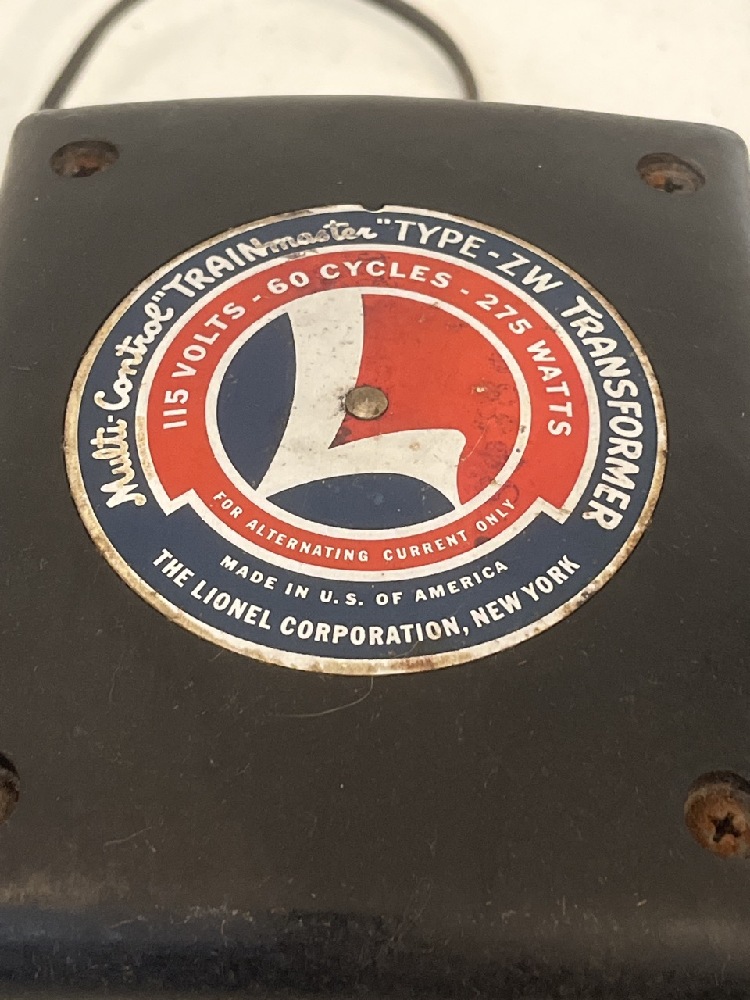 Multi-Control "TRAINmaster" TYPE-ZW TRANSFORMER
115 VOLTS - 60 CYCLES - 275 WATTS
L
FOR ALTERNATING CURRENT ONLY
MADE IN U.S. OF AMERICA
THE LIONEL CORPORATION, NEW YORK